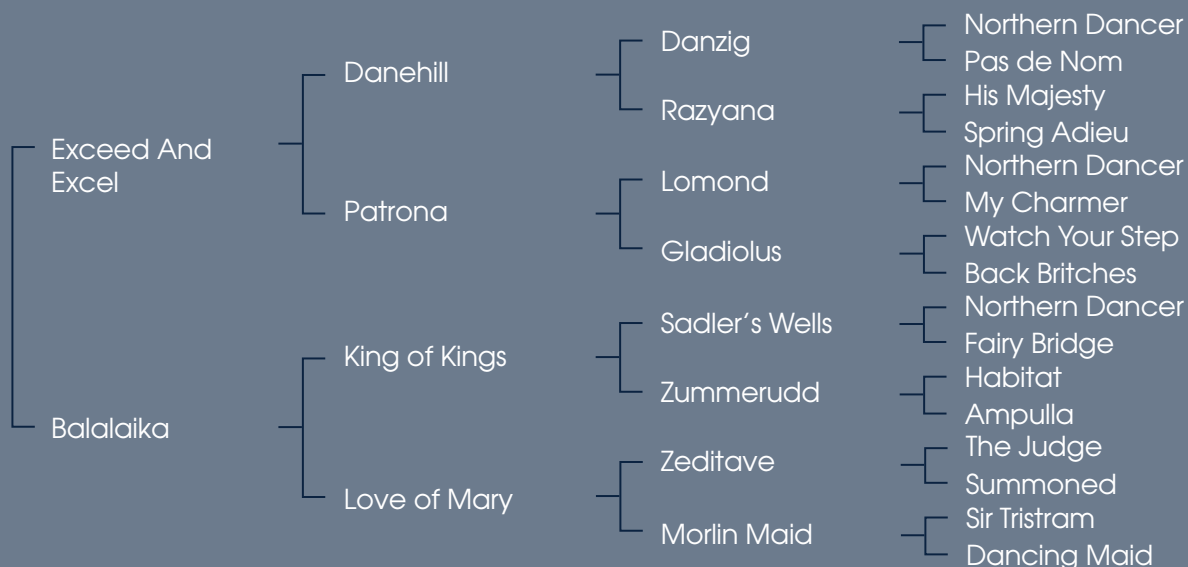 Exceed And
Excel
Balalaika
Danehill
Patrona
King of Kings
Love of Mary
Danzig
Razyana
Lomond
Gladiolus
Sadler's Wells
Zummerudd
Zeditave
Morlin Maid
Northern Dancer
Pas de Nom
His Majesty
Spring Adieu
Northern Dancer
My Charmer
Watch Your Step
Back Britches
Northern Dancer
Fairy Bridge
Habitat
Ampulla
The Judge
Summoned
Sir Tristram
Dancing Maid